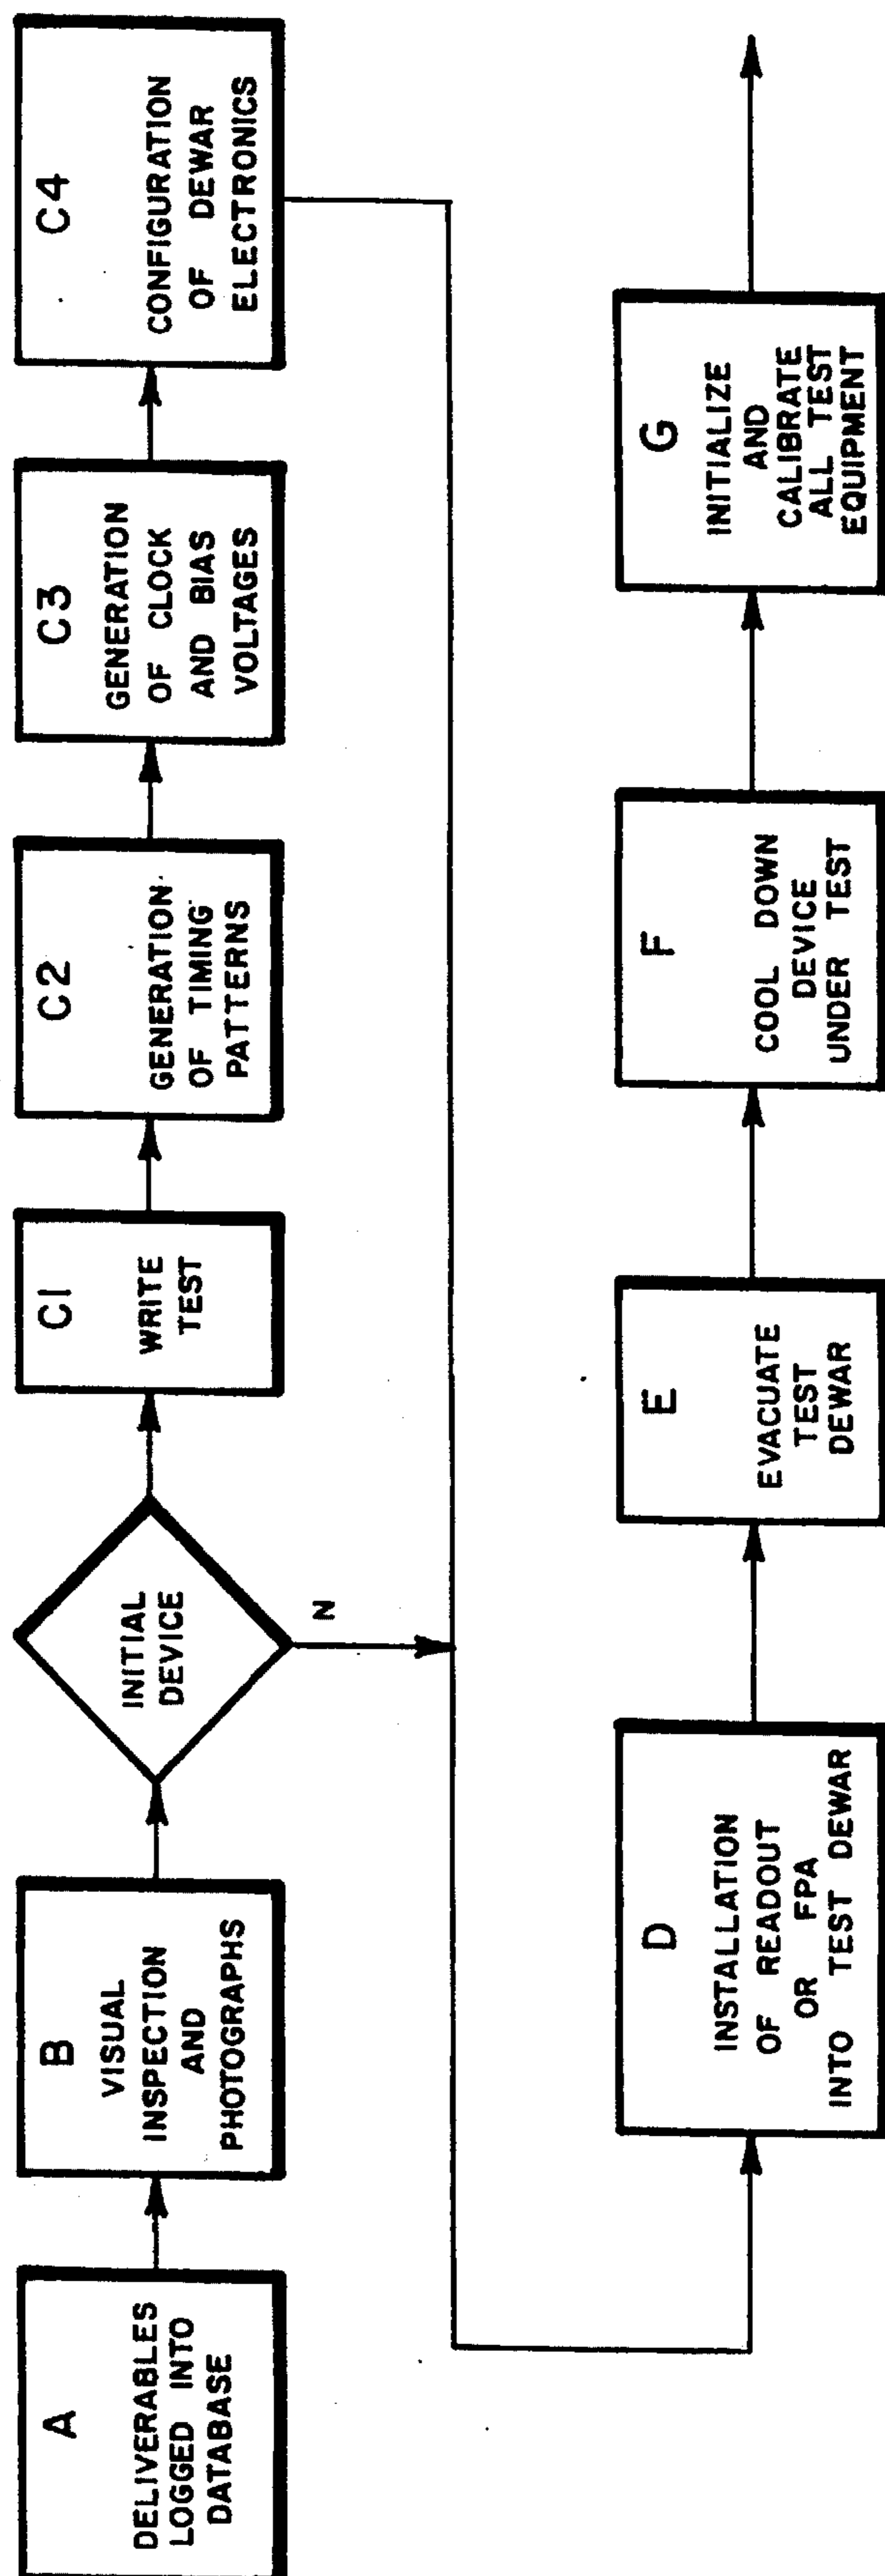 A
DELIVERABLES
LOGGED INTO
DATABASE
B
VISUAL
INSPECTION
AND
PHOTOGRAPHS
INITIAL
DEVICE
N
C1
WRITE
TEST
C2
GENERATION
OF TIMING
PATTERNS
C3
GENERATION
OF CLOCK
AND BIAS
VOLTAGES
C4
CONFIGURATION
OF DEWAR
ELECTRONICS
D
INSTALLATION
OF READOUT
OR FPA
INTO TEST DEWAR
E
EVACUATE
TEST
DEWAR
F
COOL DOWN
DEVICE
UNDER TEST
G
INITIALIZE
AND
CALIBRATE
ALL TEST
EQUIPMENT